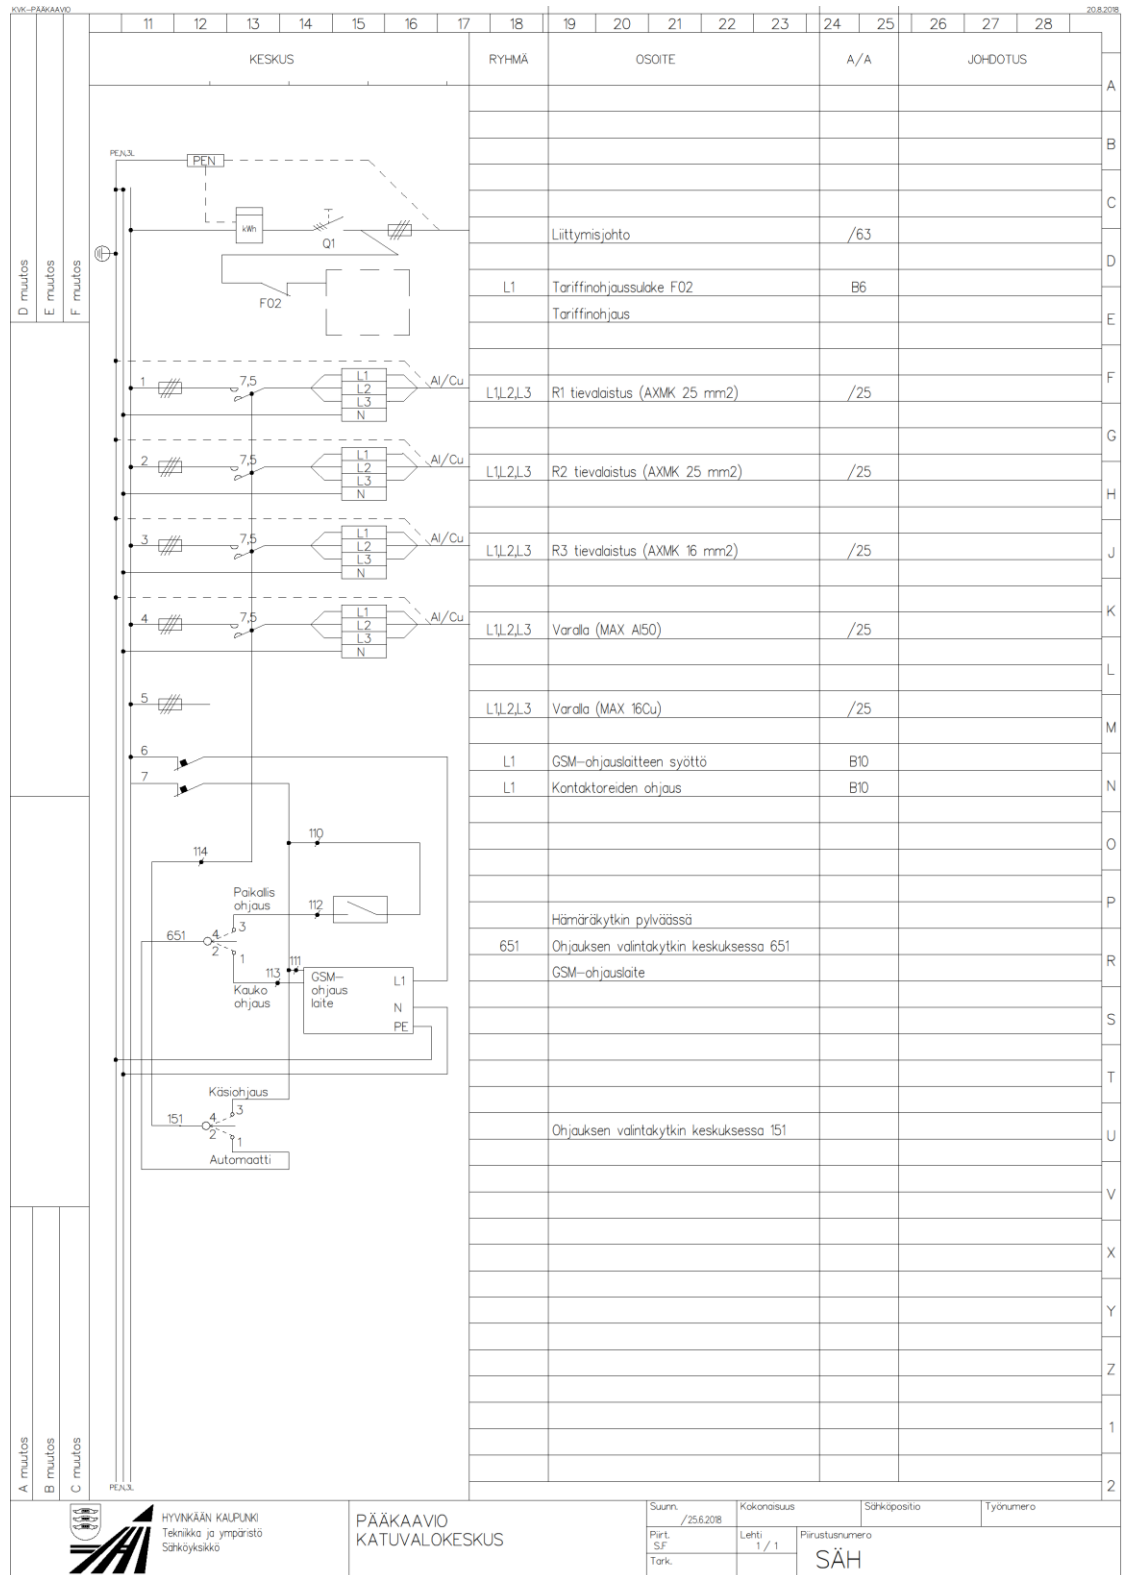 KVK-PÄÄKAAVIO
20.8.2018
11 12 13 14 15 16 17 18 19 20 21 22 23 24 25 26 27 28
KESKUS RYHMÄ OSOITE A/A JOHDOTUS
A
B
PE,N,3L
PEN
C
kWh
Q1
Liittymisjohto /63
D
D muutos
E muutos
F muutos
F02
L1 Tariffinohjaussulake F02 B6
Tariffinohjaus
E
F
1 7,5 L1 L2 L3 N Al/Cu
L1,L2,L3 R1 tievalaistus (AXMK 25 mm2) /25
G
2 7,5 L1 L2 L3 N Al/Cu
L1,L2,L3 R2 tievalaistus (AXMK 25 mm2) /25
H
3 7,5 L1 L2 L3 N Al/Cu
L1,L2,L3 R3 tievalaistus (AXMK 16 mm2) /25
J
K
4 7,5 L1 L2 L3 N Al/Cu
L1,L2,L3 Varalla (MAX Al50) /25
L
5
L1,L2,L3 Varalla (MAX 16Cu) /25
M
6
L1 GSM-ohjauslaitteen syöttö B10
7
L1 Kontaktoreiden ohjaus B10
N
110
114
O
Paikallis
ohjaus
112
P
Hämäräkytkin pylväässä
651 4 3 2 1
651 Ohjauksen valintakytkin keskuksessa 651
R
GSM-ohjauslaite
113 111
Kauko
ohjaus
GSM-
ohjaus
laite
L1
N
PE
S
T
Käsiohjaus
151 4 3 2 1
Ohjauksen valintakytkin keskuksessa 151
U
Automaatti
V
X
Y
Z
1
2
A muutos
B muutos
C muutos
PE,N,3L
HYVINKÄÄN KAUPUNKI
Tekniikka ja ympäristö
Sähköyksikkö
PÄÄKAAVIO
KATUVALOKESKUS
Suunn.
/25.6.2018
Kokonaisuus
Sähköpositio
Työnumero
Piirt.
S.F
Lehti
1 / 1
Piirustusnumero
SÄH
Tark.